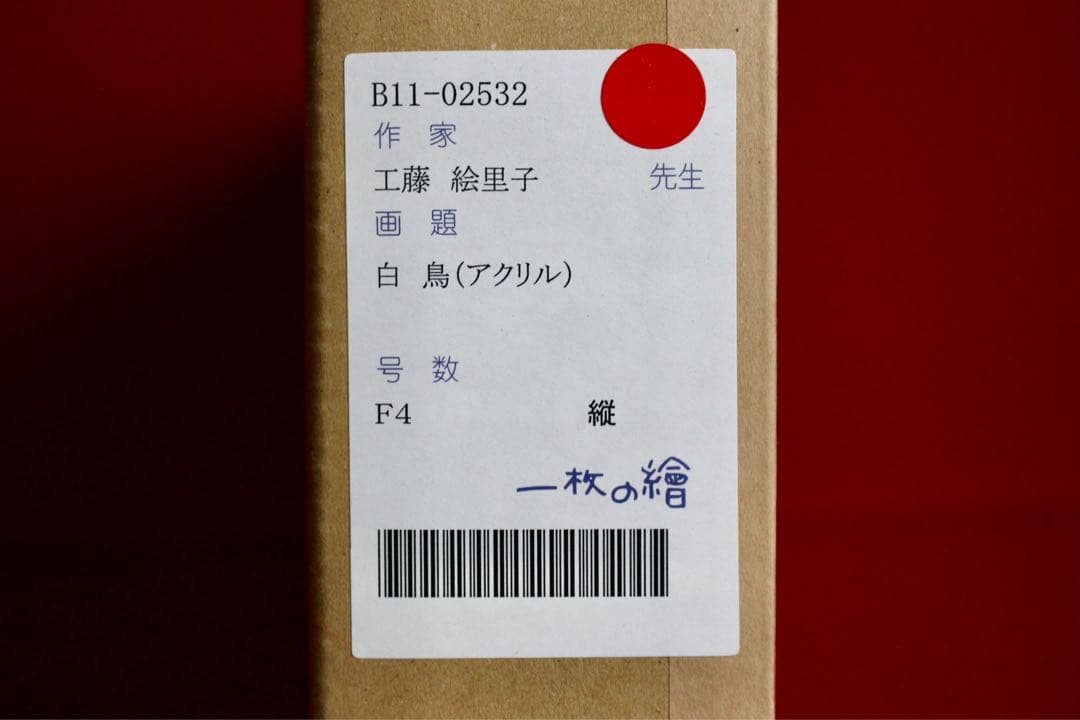 B11-02532
作 家
工藤 絵里子 先生
画 題
白 鳥(アクリル)
号 数
F4 縦
一枚の繪